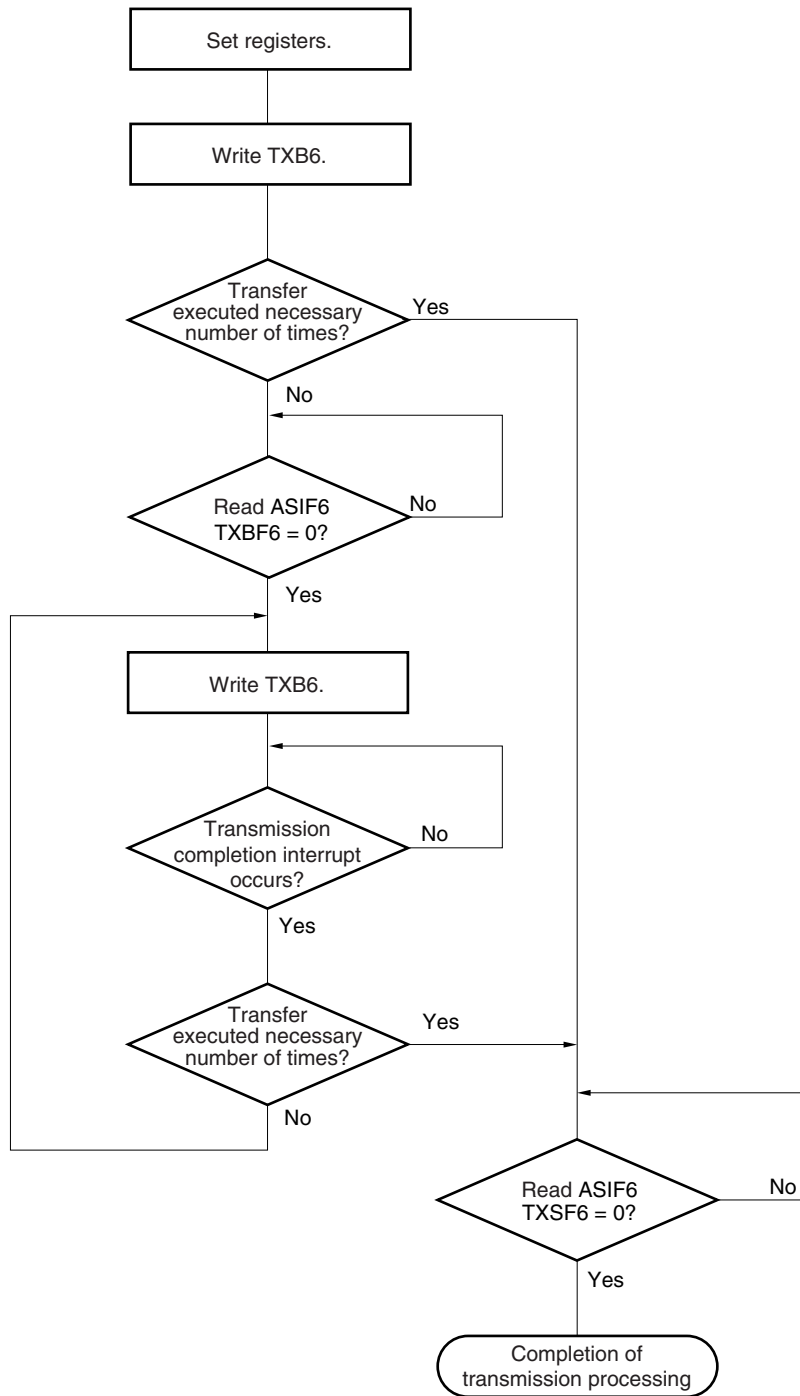 Set registers.
Write TXB6.
Transfer
executed necessary
number of times?
Yes
No
Read ASIF6
TXBF6 = 0?
No
Yes
Write TXB6.
Transmission
completion interrupt
occurs?
No
Yes
Transfer
executed necessary
number of times?
Yes
No
Read ASIF6
TXSF6 = 0?
No
Yes
Completion of
transmission processing